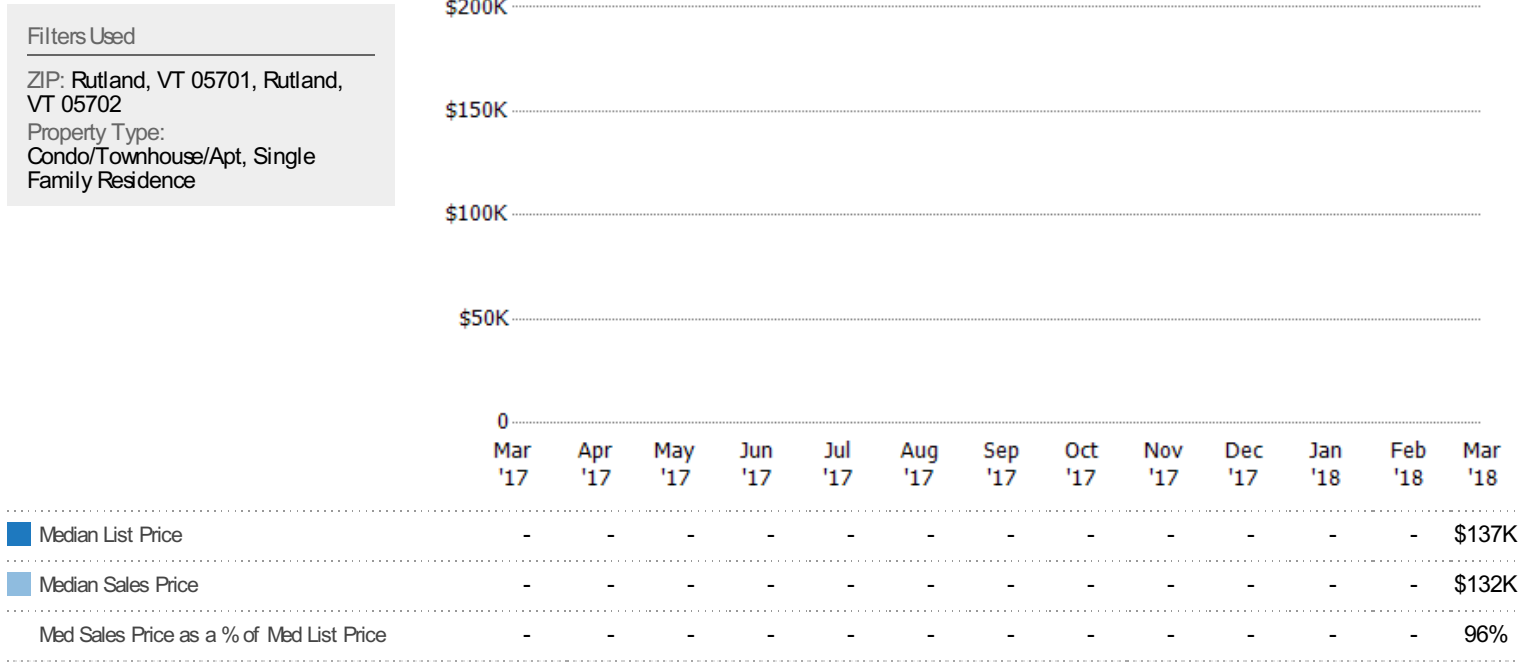 Filters Used
ZIP: Rutland, VT 05701, Rutland,
VT 05702
Property Type:
Condo/Townhouse/Apt, Single
Family Residence
$200K
$150K
$100K
$50K
0
Mar Apr May Jun Jul Aug Sep Oct Nov Dec Jan Feb Mar
'17 '17 '17 '17 '17 '17 '17 '17 '17 '17 '18 '18 '18
Median List Price - - - - - - - - - - - - $137K
Median Sales Price - - - - - - - - - - - - $132K
Med Sales Price as a % of Med List Price - - - - - - - - - - - - 96%